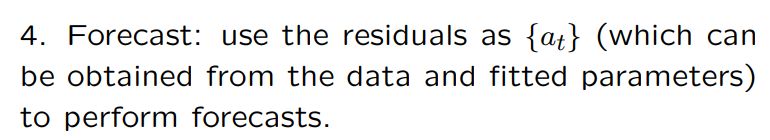 4. Forecast: use the residuals as {aₜ} (which can
be obtained from the data and fitted parameters)
to perform forecasts.